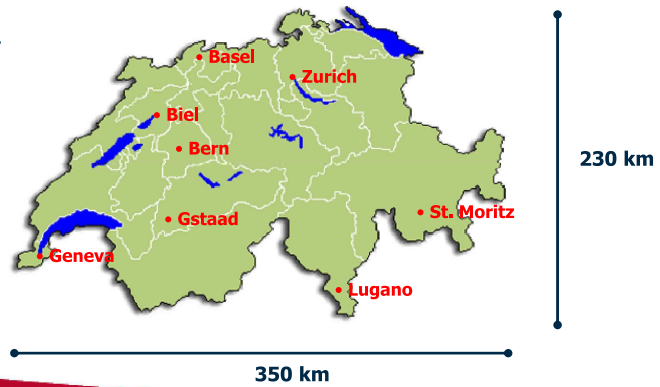 Basel
Zurich
Biel
Bern
230 km
Gstaad
St. Moritz
Geneva
Lugano
350 km